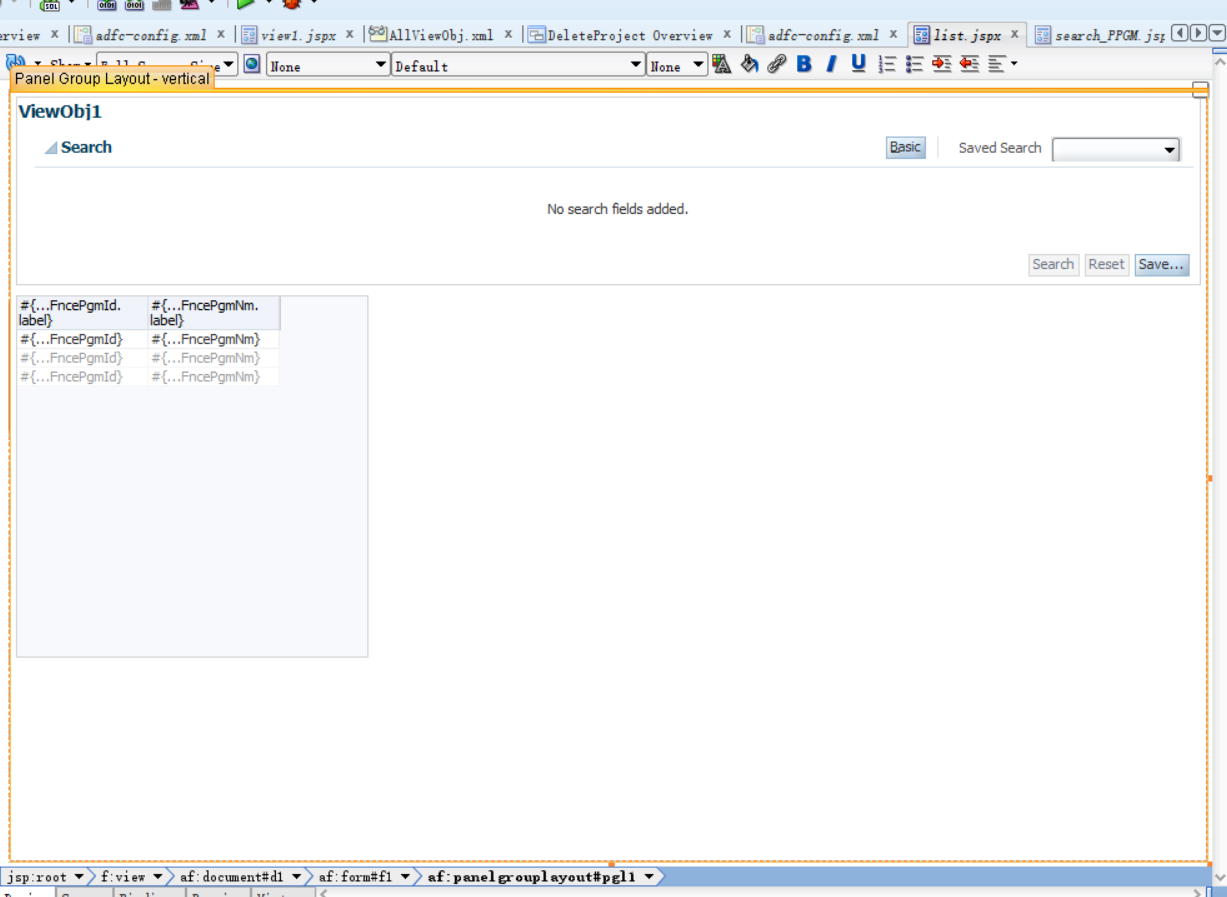 erview x adfc-config.xml x view1.jspx x AllViewObj.xml x DeleteProject Overview x adfc-config.xml x list.jspx x search_PPGM.jsp
None Default None B I U
Panel Group Layout - vertical
ViewObj1
Search Basic Saved Search
No search fields added.
Search Reset Save...
#{...FncePgmId. #{...FncePgmNm.
label} label}
#{...FncePgmId} #{...FncePgmNm}
#{...FncePgmId} #{...FncePgmNm}
#{...FncePgmId} #{...FncePgmNm}
jsp:root f:view af:document#d1 af:form#f1 af:panelgrouplayout#pgl1